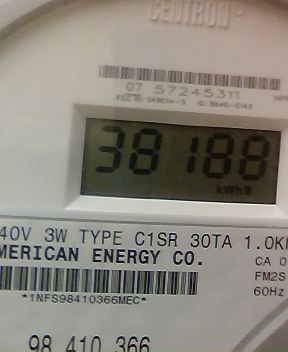 CENTRON®
07 57245311
38188
kWh
40V 3W TYPE C1SR 30TA 1.0K
MERICAN ENERGY CO.
CA 0
FM2S
60Hz
*1NFS98410366MEC*
98 410 366